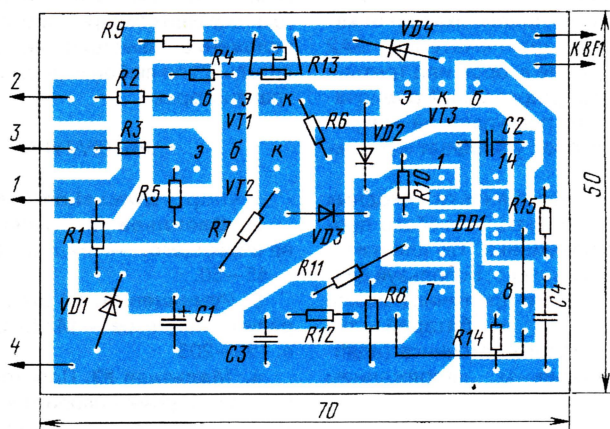 R9
R4
R13
VD4
К BF1
2
R2
б
э
к
э
к
б
VT1
R6
VD2
VT3
C2
3
R3
э
б
к
1
14
50
1
R5
VT2
R10
R15
R1
R7
VD3
DD1
R11
VD1
+
C1
R8
7
8
C4
4
C3
R12
R14
70